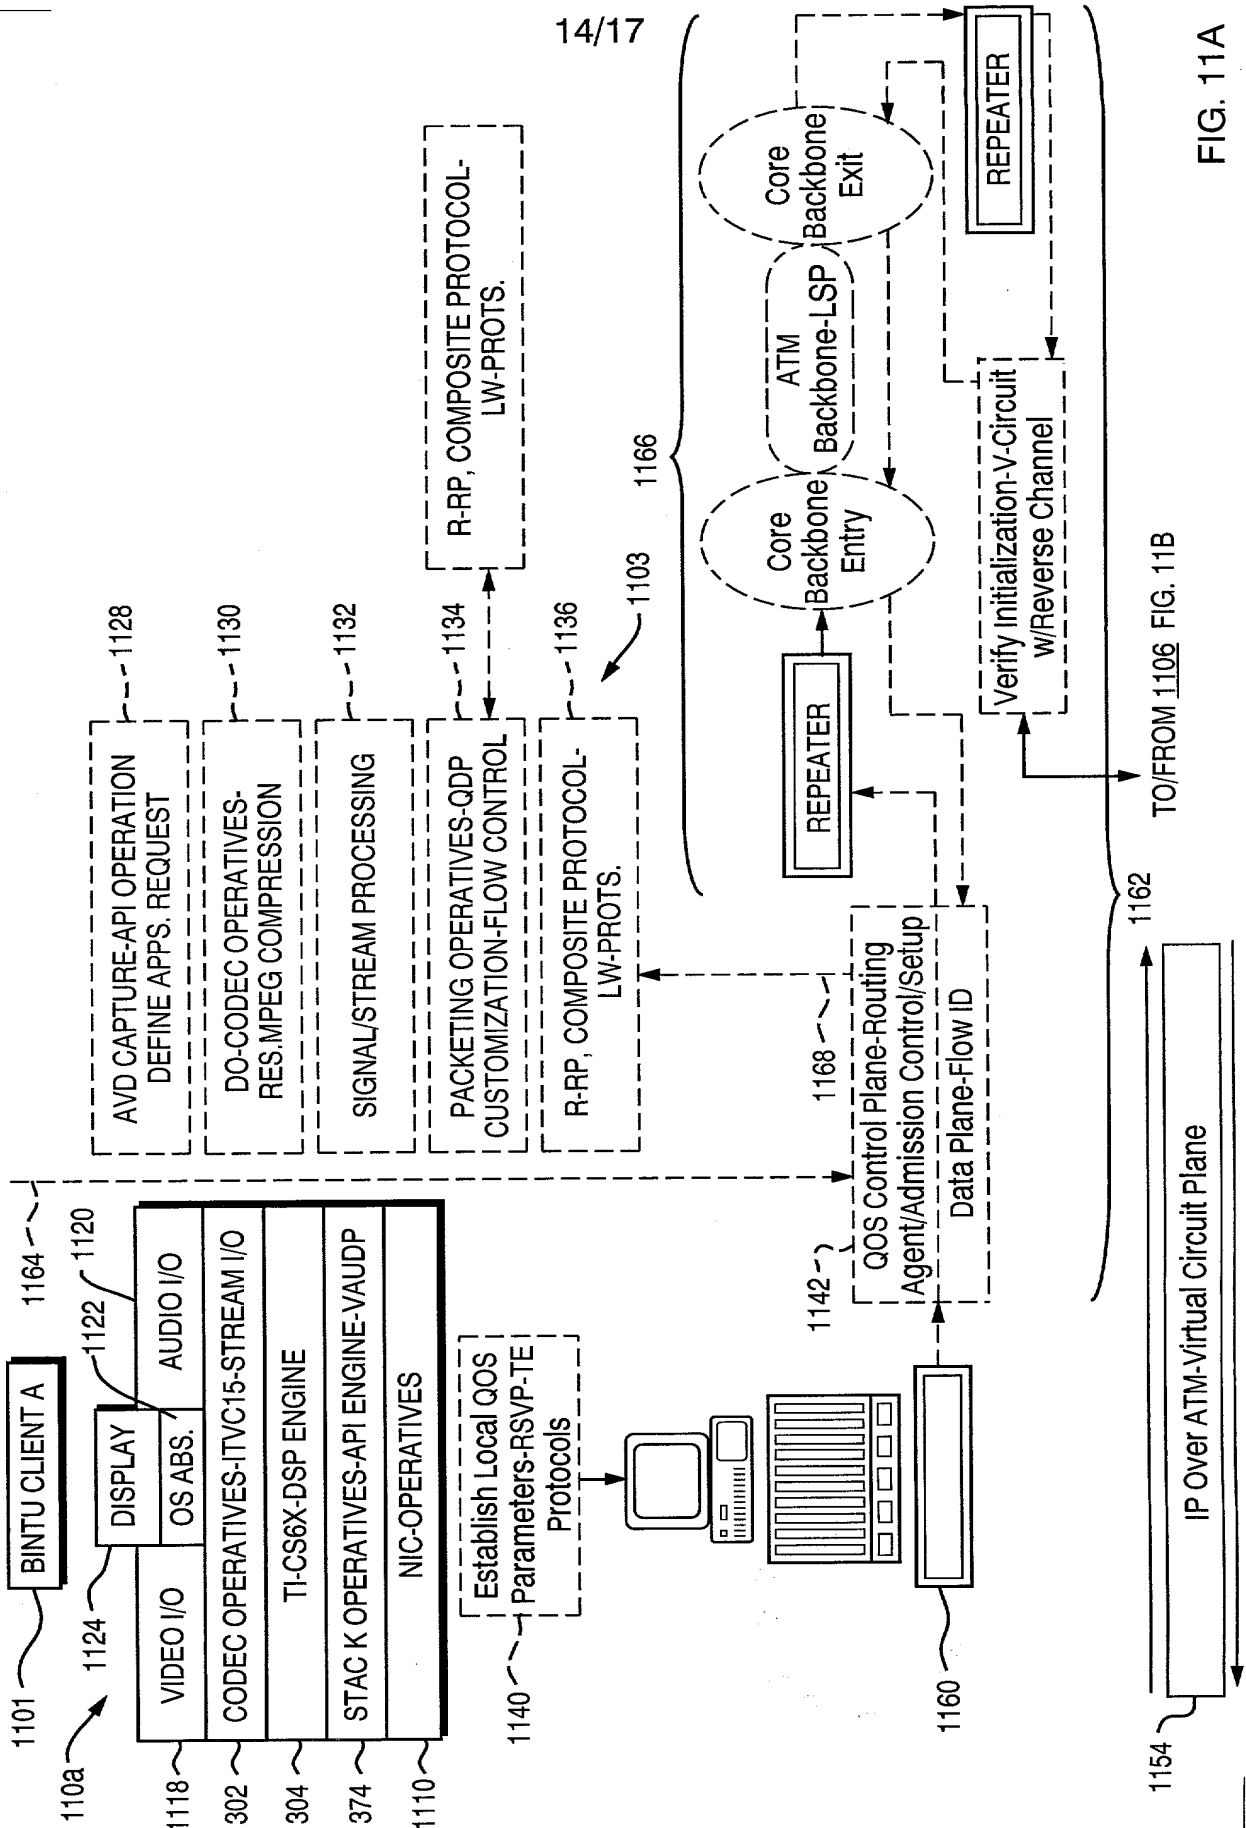 14/17
BINTU CLIENT A
1101
110a
1124
DISPLAY
1122
1120
1164
VIDEO I/O
OS ABS.
AUDIO I/O
1118
CODEC OPERATIVES-ITVC15-STREAM I/O
302
TI-CS6X-DSP ENGINE
304
STAC K OPERATIVES-API ENGINE-VAUDP
374
NIC-OPERATIVES
1110
AVD CAPTURE-API OPERATION
DEFINE APPS. REQUEST
1128
DO-CODEC OPERATIVES-
RES.MPEG COMPRESSION
1130
SIGNAL/STREAM PROCESSING
1132
PACKETING OPERATIVES-QDP
CUSTOMIZATION-FLOW CONTROL
1134
R-RP, COMPOSITE PROTOCOL-
LW-PROTS.
1136
R-RP, COMPOSITE PROTOCOL-
LW-PROTS.
1103
Establish Local QOS
Parameters-RSVP-TE
Protocols
1140
1160
1168
1142
QOS Control Plane-Routing
Agent/Admission Control/Setup
Data Plane-Flow ID
1166
REPEATER
Core
Backbone
Entry
ATM
Backbone-LSP
Core
Backbone
Exit
REPEATER
Verify Initialization-V-Circuit
w/Reverse Channel
1162
TO/FROM 1106 FIG. 11B
IP Over ATM-Virtual Circuit Plane
1154
FIG. 11A